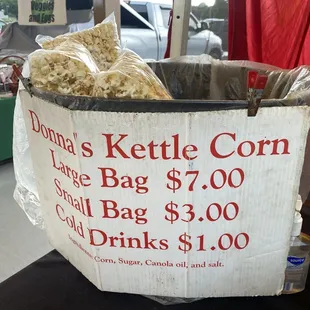 Donna's Kettle Corn
Large Bag $7.00
Small Bag $3.00
Cold Drinks $1.00
Corn, Sugar, Canola oil, and salt.